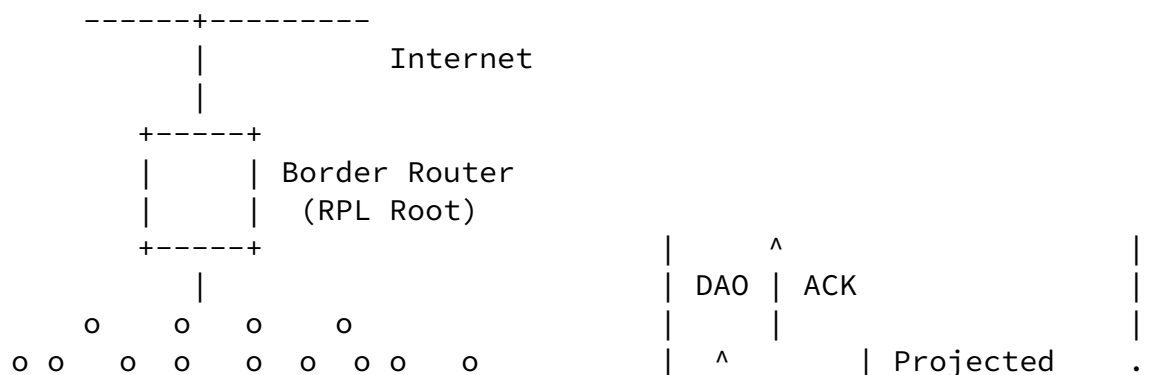 ------+---------
| Internet
|
+-----+
| | Border Router
| | (RPL Root)
+-----+ | ^ |
| | DAO | ACK |
o o o o | | |
o o o o o o o o o | ^ | Projected .